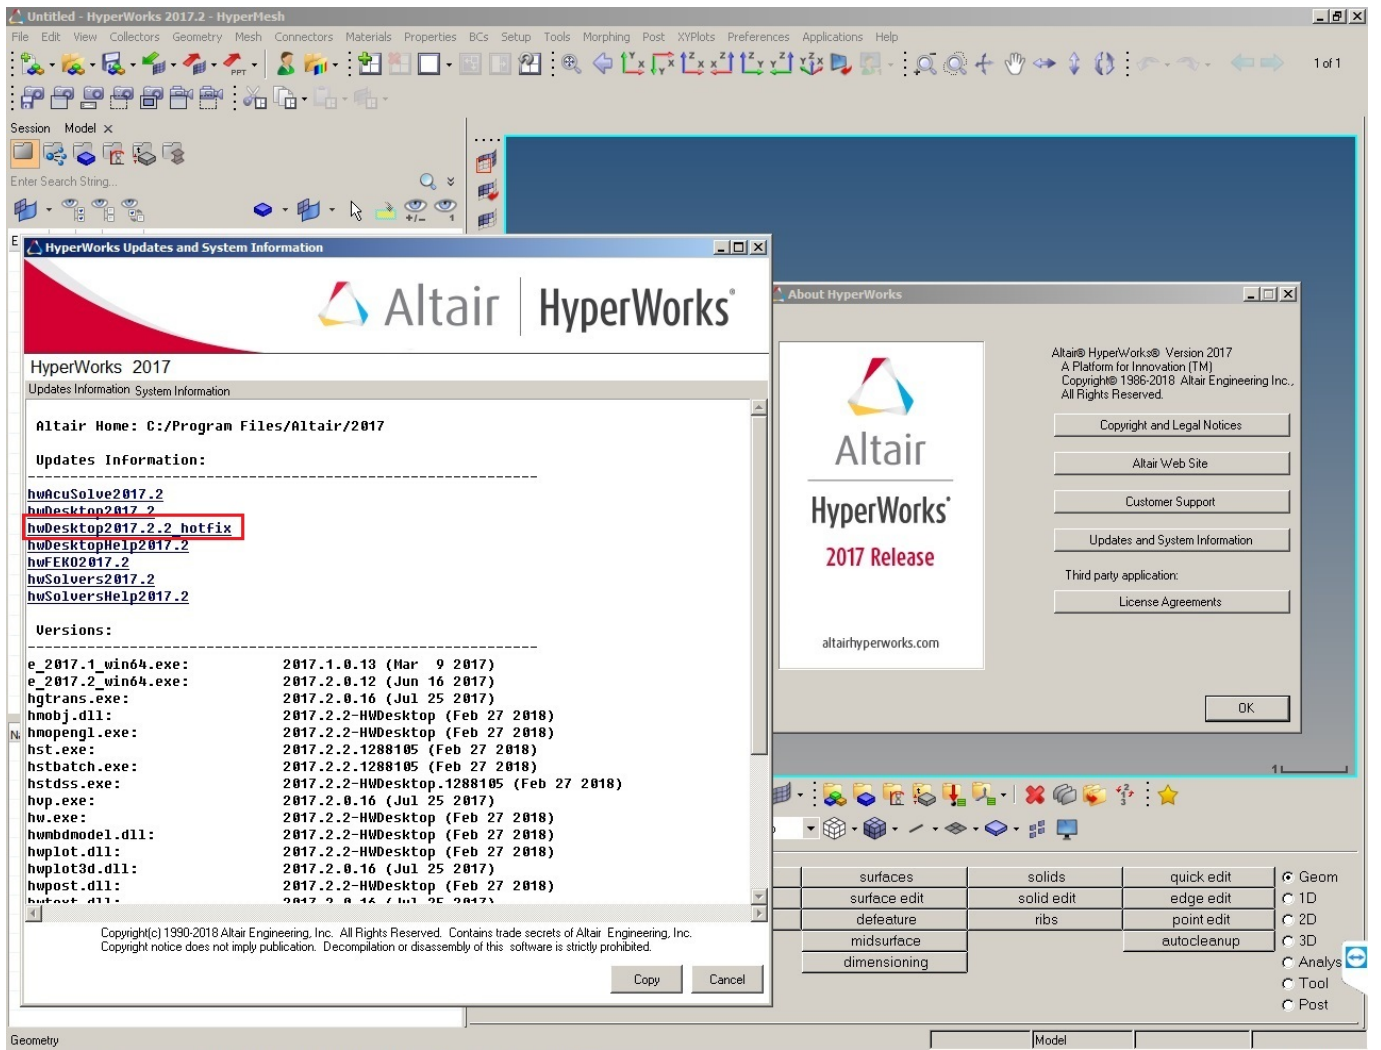 Untitled - HyperWorks 2017.2 - HyperMesh
File Edit View Collectors Geometry Mesh Connectors Materials Properties BCs Setup Tools Morphing Post XYPlots Preferences Applications Help
PPT
1 of 1
Session Model
Enter Search String...
HyperWorks Updates and System Information
Altair | HyperWorks®
HyperWorks 2017
Updates Information System Information
Altair Home: C:/Program Files/Altair/2017
Updates Information:
hwAcuSolve2017.2
hwDesktop2017.2
hwDesktop2017.2.2_hotfix
hwDesktopHelp2017.2
hwFEKO2017.2
hwSolvers2017.2
hwSolversHelp2017.2
Versions:
e_2017.1_win64.exe: 2017.1.0.13 (Mar 9 2017)
e_2017.2_win64.exe: 2017.2.0.12 (Jun 16 2017)
hgtrans.exe: 2017.2.0.16 (Jul 25 2017)
hmobj.dll: 2017.2.2-HWDesktop (Feb 27 2018)
hmopengl.exe: 2017.2.2-HWDesktop (Feb 27 2018)
hst.exe: 2017.2.2.1288105 (Feb 27 2018)
hstbatch.exe: 2017.2.2.1288105 (Feb 27 2018)
hstdss.exe: 2017.2.2-HWDesktop.1288105 (Feb 27 2018)
hvp.exe: 2017.2.0.16 (Jul 25 2017)
hw.exe: 2017.2.2-HWDesktop (Feb 27 2018)
hwmbdmodel.dll: 2017.2.2-HWDesktop (Feb 27 2018)
hwplot.dll: 2017.2.2-HWDesktop (Feb 27 2018)
hwplot3d.dll: 2017.2.0.16 (Jul 25 2017)
hwpost.dll: 2017.2.2-HWDesktop (Feb 27 2018)
hwtext.dll: 2017.2.0.16 (Jul 25 2017)
Copyright(c) 1990-2018 Altair Engineering, Inc. All Rights Reserved. Contains trade secrets of Altair Engineering, Inc.
Copyright notice does not imply publication. Decompilation or disassembly of this software is strictly prohibited.
Copy Cancel
About HyperWorks
Altair
HyperWorks®
2017 Release
altairhyperworks.com
Altair® HyperWorks® Version 2017
A Platform for Innovation (TM)
Copyright© 1986-2018 Altair Engineering Inc.,
All Rights Reserved.
Copyright and Legal Notices
Altair Web Site
Customer Support
Updates and System Information
Third party application:
License Agreements
OK
1
surfaces solids quick edit Geom
surface edit solid edit edge edit 1D
defeature ribs point edit 2D
midsurface autocleanup 3D
dimensioning Analys
Tool
Post
Geometry Model